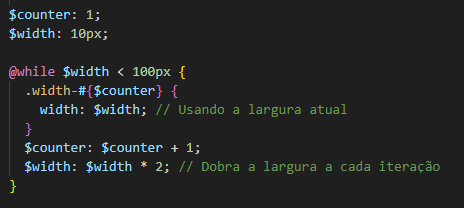 $counter: 1;
$width: 10px;

@while $width < 100px {
  .width-#{$counter} {
    width: $width; // Usando a largura atual
  }
  $counter: $counter + 1;
  $width: $width * 2; // Dobra a largura a cada iteração
}